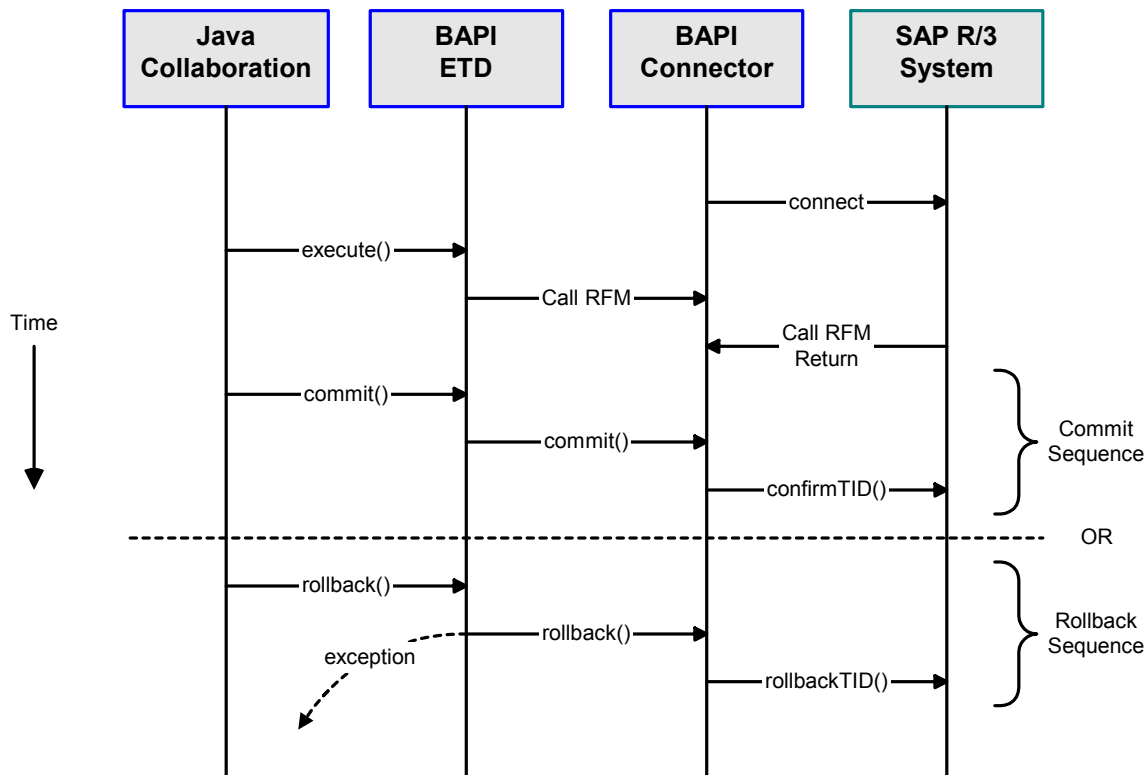 Java
Collaboration
BAPI
ETD
BAPI
Connector
SAP R/3
System
connect
execute()
Call RFM
Time
Call RFM
Return
commit()
commit()
Commit
Sequence
confirmTID()
OR
rollback()
rollback()
Rollback
Sequence
exception
rollbackTID()